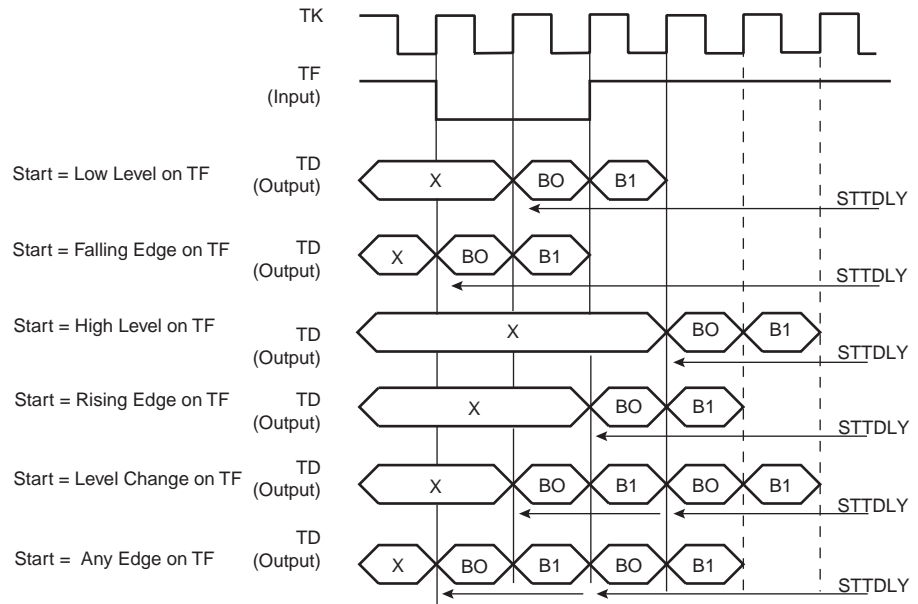 TK
TF
(Input)
Start = Low Level on TF
TD
(Output)
X
BO
B1
STTDLY
Start = Falling Edge on TF
TD
(Output)
X
BO
B1
STTDLY
Start = High Level on TF
TD
(Output)
X
BO
B1
STTDLY
Start = Rising Edge on TF
TD
(Output)
X
BO
B1
STTDLY
Start = Level Change on TF
TD
(Output)
X
BO
B1
BO
B1
STTDLY
Start = Any Edge on TF
TD
(Output)
X
BO
B1
BO
B1
STTDLY